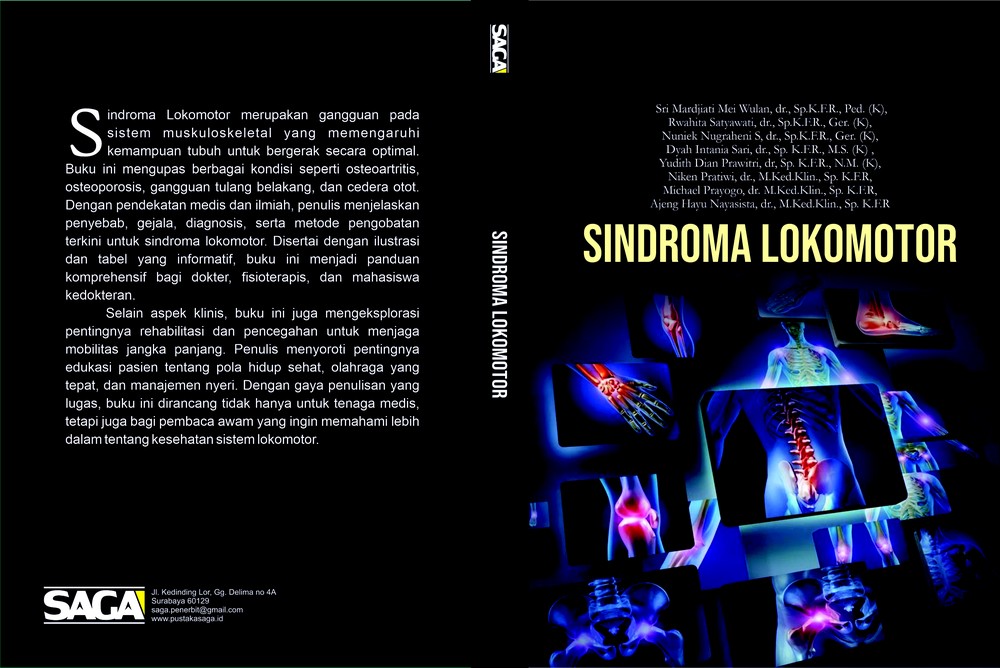 Sindroma Lokomotor merupakan gangguan pada
sistem muskuloskeletal yang memengaruhi
kemampuan tubuh untuk bergerak secara optimal.
Buku ini mengupas berbagai kondisi seperti osteoartritis,
osteoporosis, gangguan tulang belakang, dan cedera otot.
Dengan pendekatan medis dan ilmiah, penulis menjelaskan
penyebab, gejala, diagnosis, serta metode pengobatan
terkini untuk sindroma lokomotor. Disertai dengan ilustrasi
dan tabel yang informatif, buku ini menjadi panduan
komprehensif bagi dokter, fisioterapis, dan mahasiswa
kedokteran.
Selain aspek klinis, buku ini juga mengeksplorasi
pentingnya rehabilitasi dan pencegahan untuk menjaga
mobilitas jangka panjang. Penulis menyoroti pentingnya
edukasi pasien tentang pola hidup sehat, olahraga yang
tepat, dan manajemen nyeri. Dengan gaya penulisan yang
lugas, buku ini dirancang tidak hanya untuk tenaga medis,
tetapi juga bagi pembaca awam yang ingin memahami lebih
dalam tentang kesehatan sistem lokomotor.
SAGA
Jl. Kedinding Lor, Gg. Delima no 4A
Surabaya 60129
saga.penerbit@gmail.com
www.pustakasaga.id
SAGA
SINDROMA LOKOMOTOR
Sri Mardjiati Mei Wulan, dr., Sp.K.F.R., Ped. (K),
Rwahita Satyawati, dr., Sp.K.F.R., Ger. (K),
Nuniek Nugraheni S, dr., Sp.K.F.R., Ger. (K),
Dyah Intania Sari, dr., Sp. K.F.R., M.S. (K) ,
Yudith Dian Prawitri, dr, Sp. K.F.R., N.M. (K),
Niken Pratiwi, dr., M.Ked.Klin., Sp. K.F.R,
Michael Prayogo, dr. M.Ked.Klin., Sp. K.F.R,
Ajeng Hayu Nayasista, dr., M.Ked.Klin., Sp. K.F.R
SINDROMA LOKOMOTOR